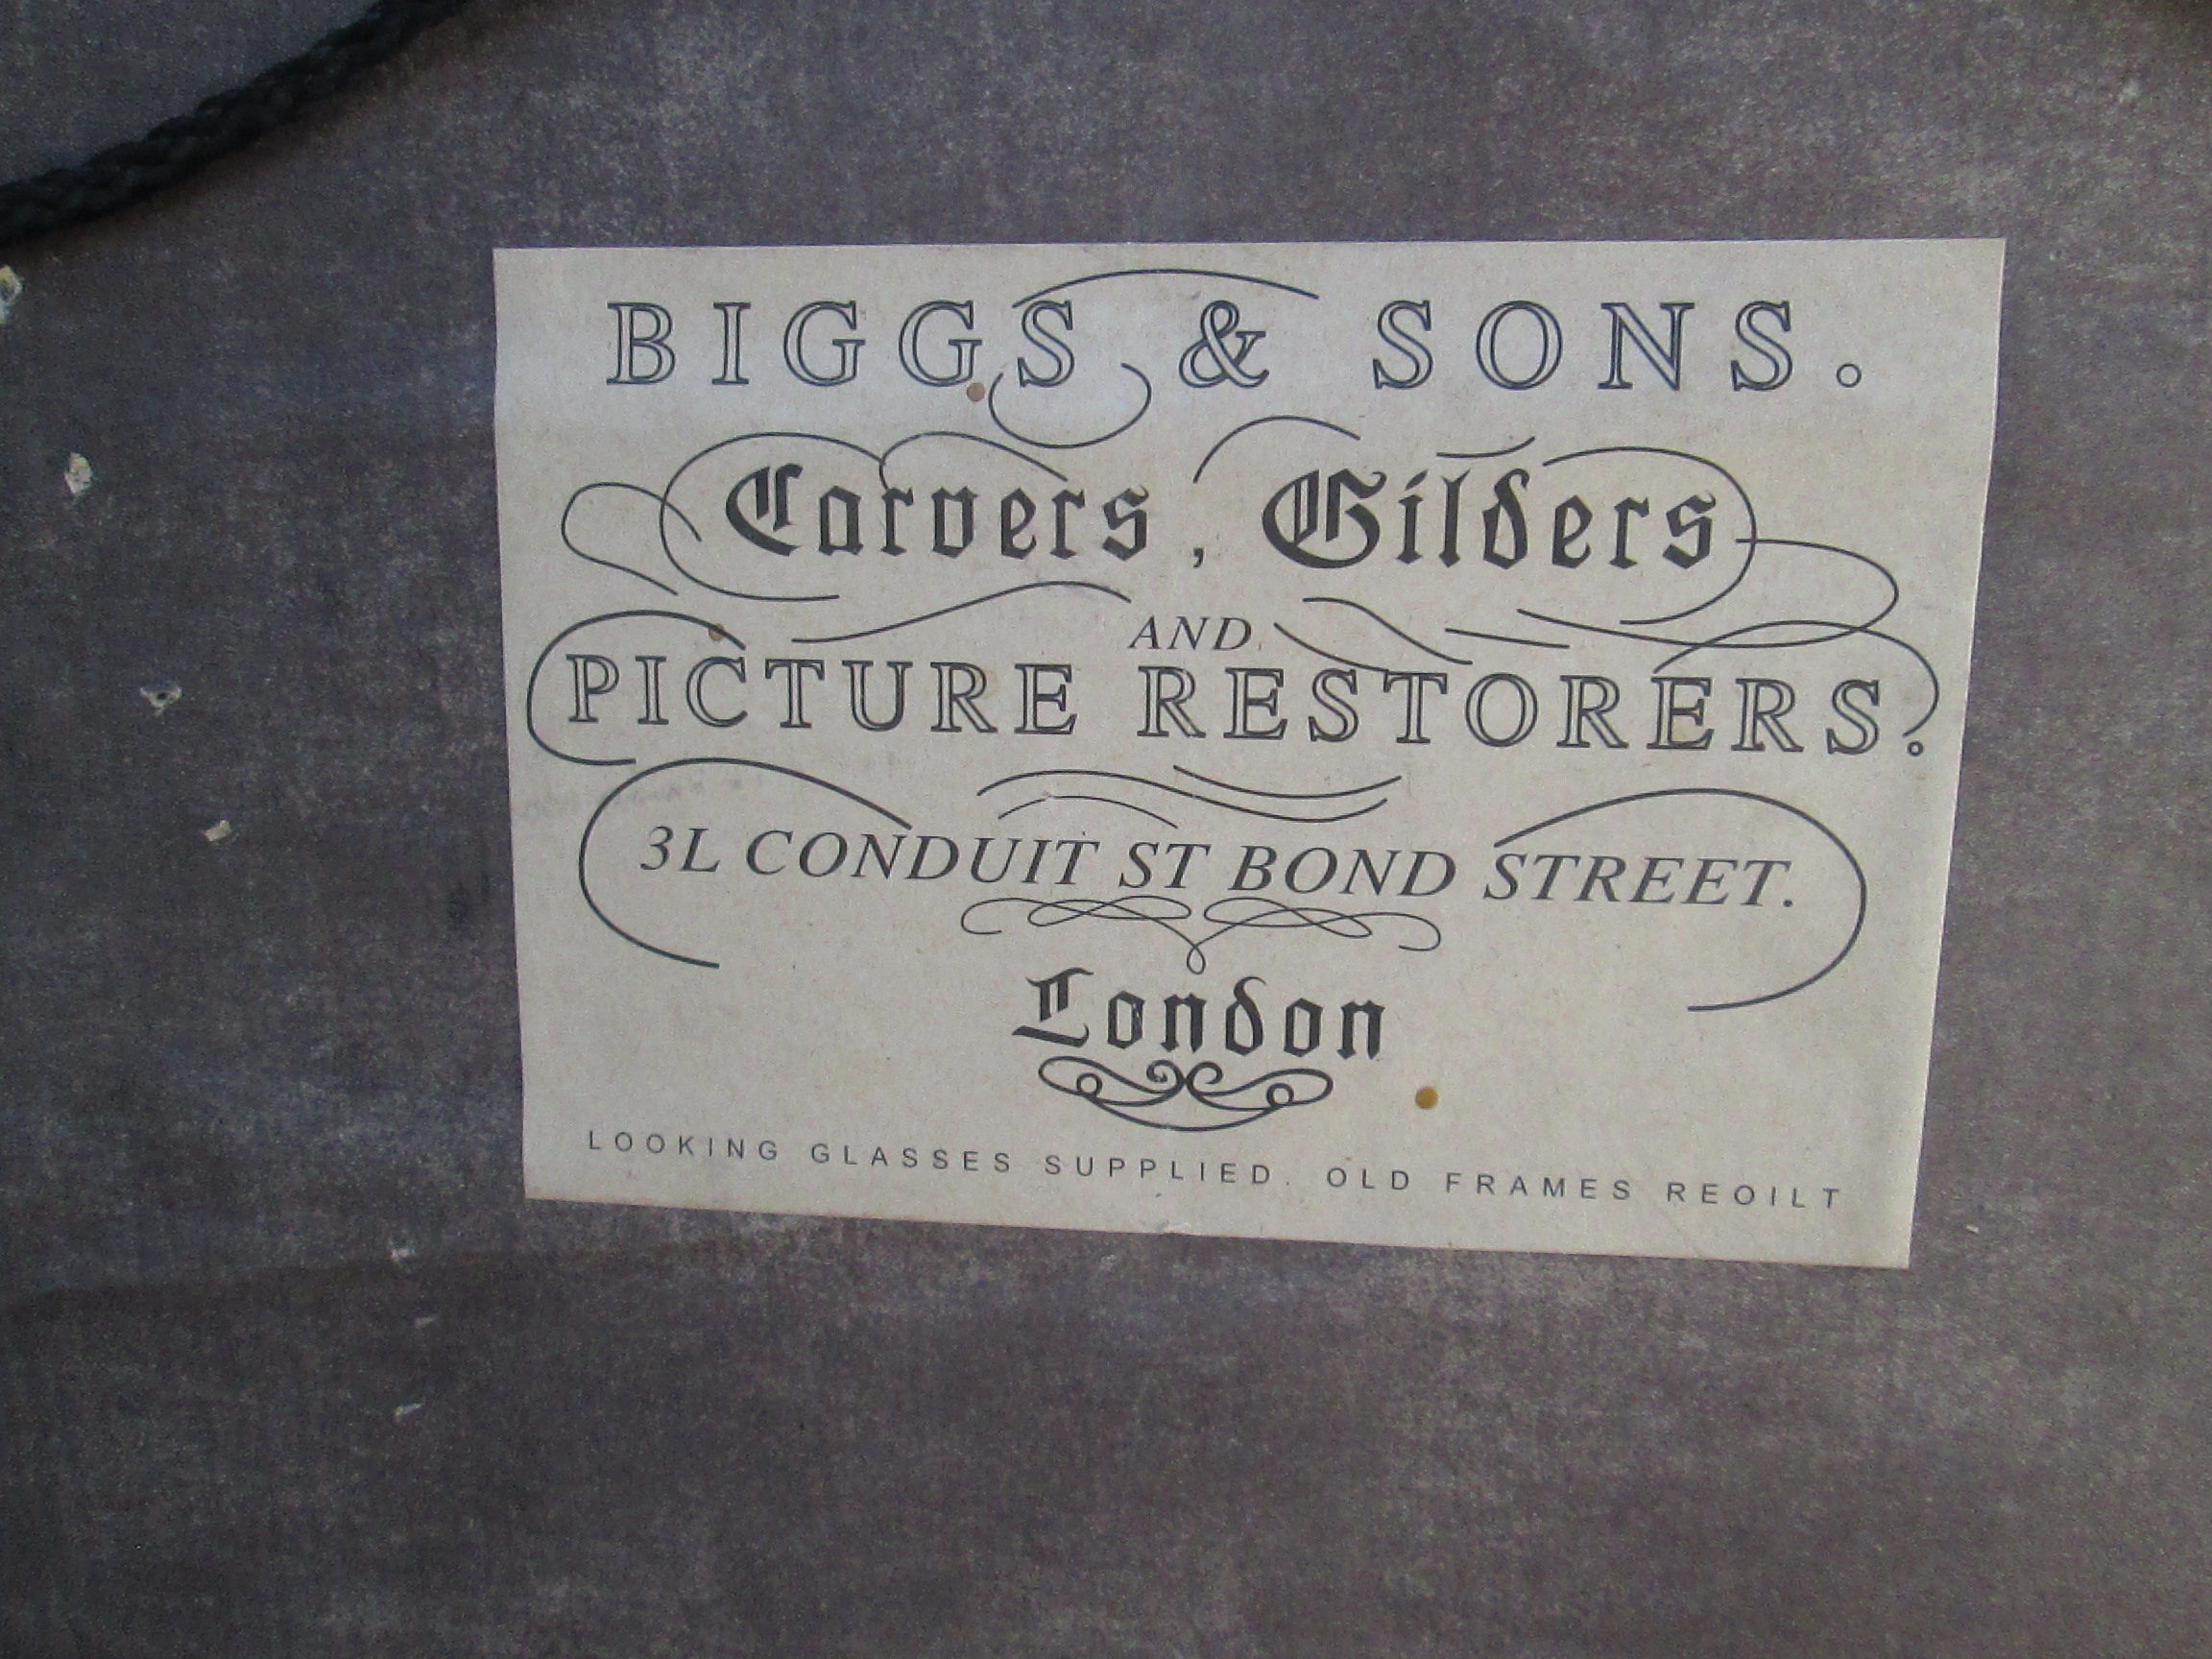 BIGGS & SONS.
Carvers, Gilders
AND
PICTURE RESTORERS.
3L CONDUIT ST BOND STREET.
London
LOOKING GLASSES SUPPLIED. OLD FRAMES REOILT